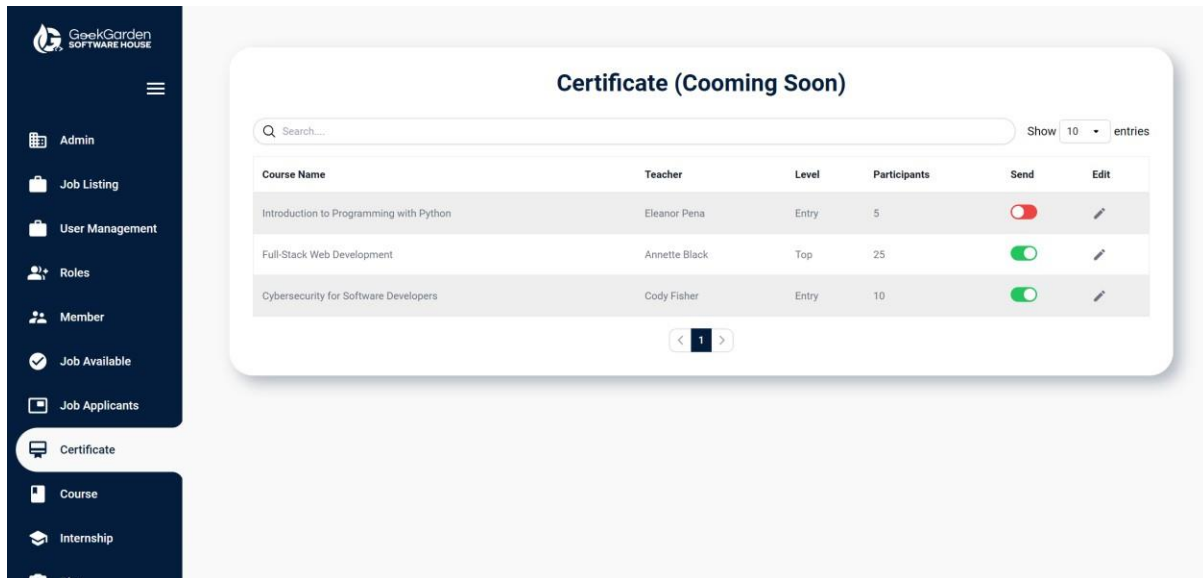 GeekGarden
SOFTWARE HOUSE
Admin
Job Listing
User Management
Roles
Member
Job Available
Job Applicants
Certificate
Course
Internship
Certificate (Cooming Soon)
Search....
Show 10 entries
Course Name Teacher Level Participants Send Edit
Introduction to Programming with Python Eleanor Pena Entry 5
Full-Stack Web Development Annette Black Top 25
Cybersecurity for Software Developers Cody Fisher Entry 10
< 1 >